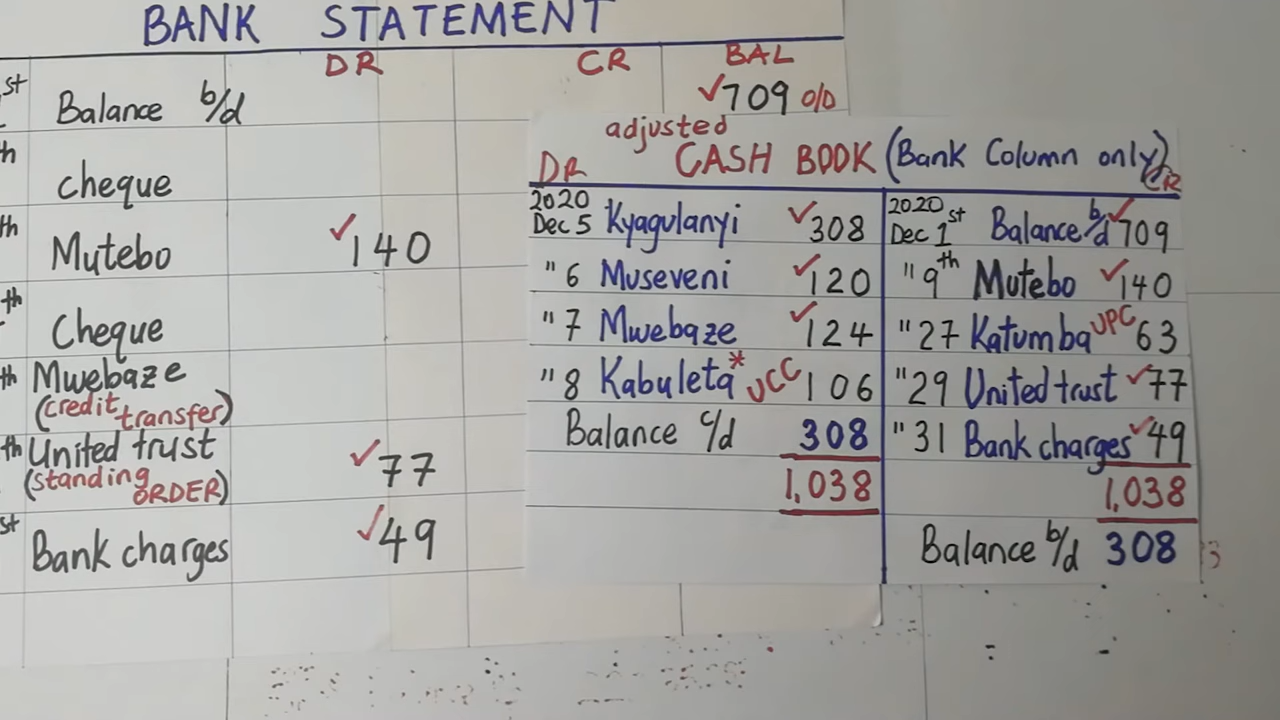 BANK STATEMENT
DR CR BAL
st Balance b/d ✓709 O/D
cheque
th Mutebo ✓140
th Cheque
th Mwebaze
(credit transfer)
th United trust ✓77
(standing ORDER)
st Bank charges ✓49
adjusted
DR CASH BOOK (Bank Column only) CR
2020 Dec 5 Kyagulanyi ✓308 2020 Dec 1st Balance b/d ✓709
" 6 Museveni ✓120 " 9th Mutebo ✓140
" 7 Mwebaze ✓124 " 27 Katumba UPC 63
" 8 Kabuleta* UCC 106 " 29 United trust ✓77
Balance c/d 308 " 31 Bank charges ✓49
1,038 1,038
Balance b/d 308